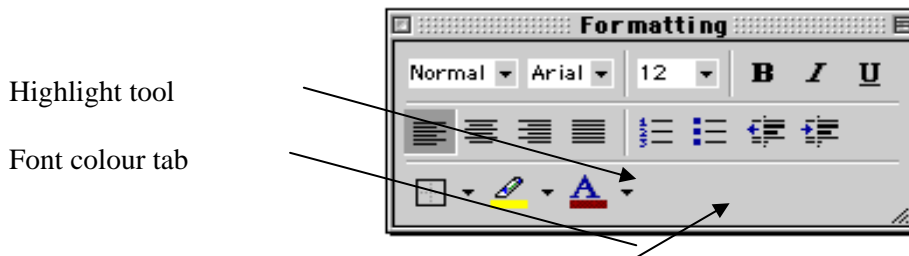 Formatting
Normal Arial 12 B I U
Highlight tool
Font colour tab
A